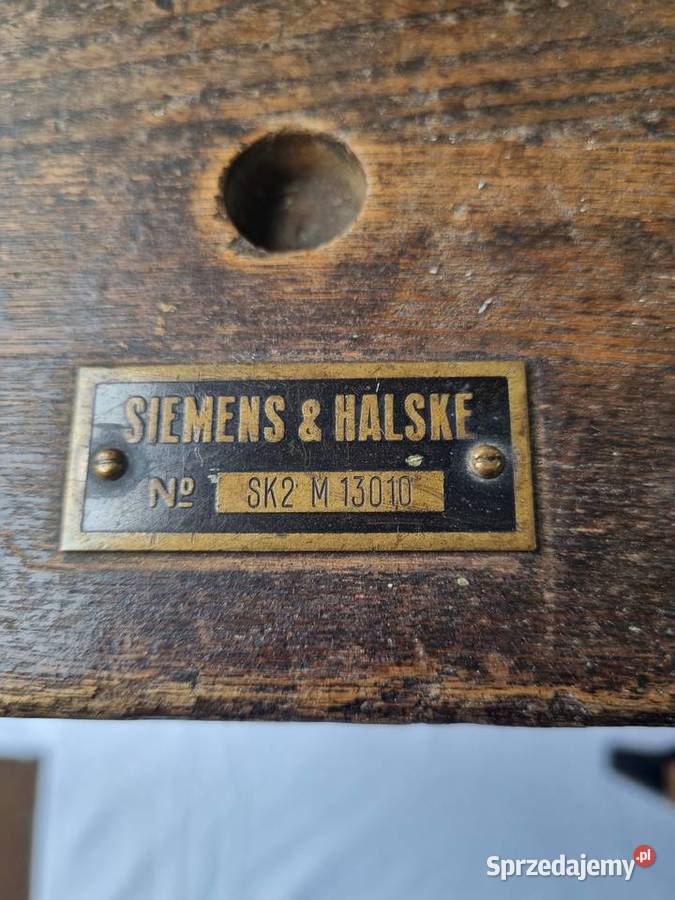 SIEMENS & HALSKE
Nº SK2 M 13010
Sprzedajemy.pl